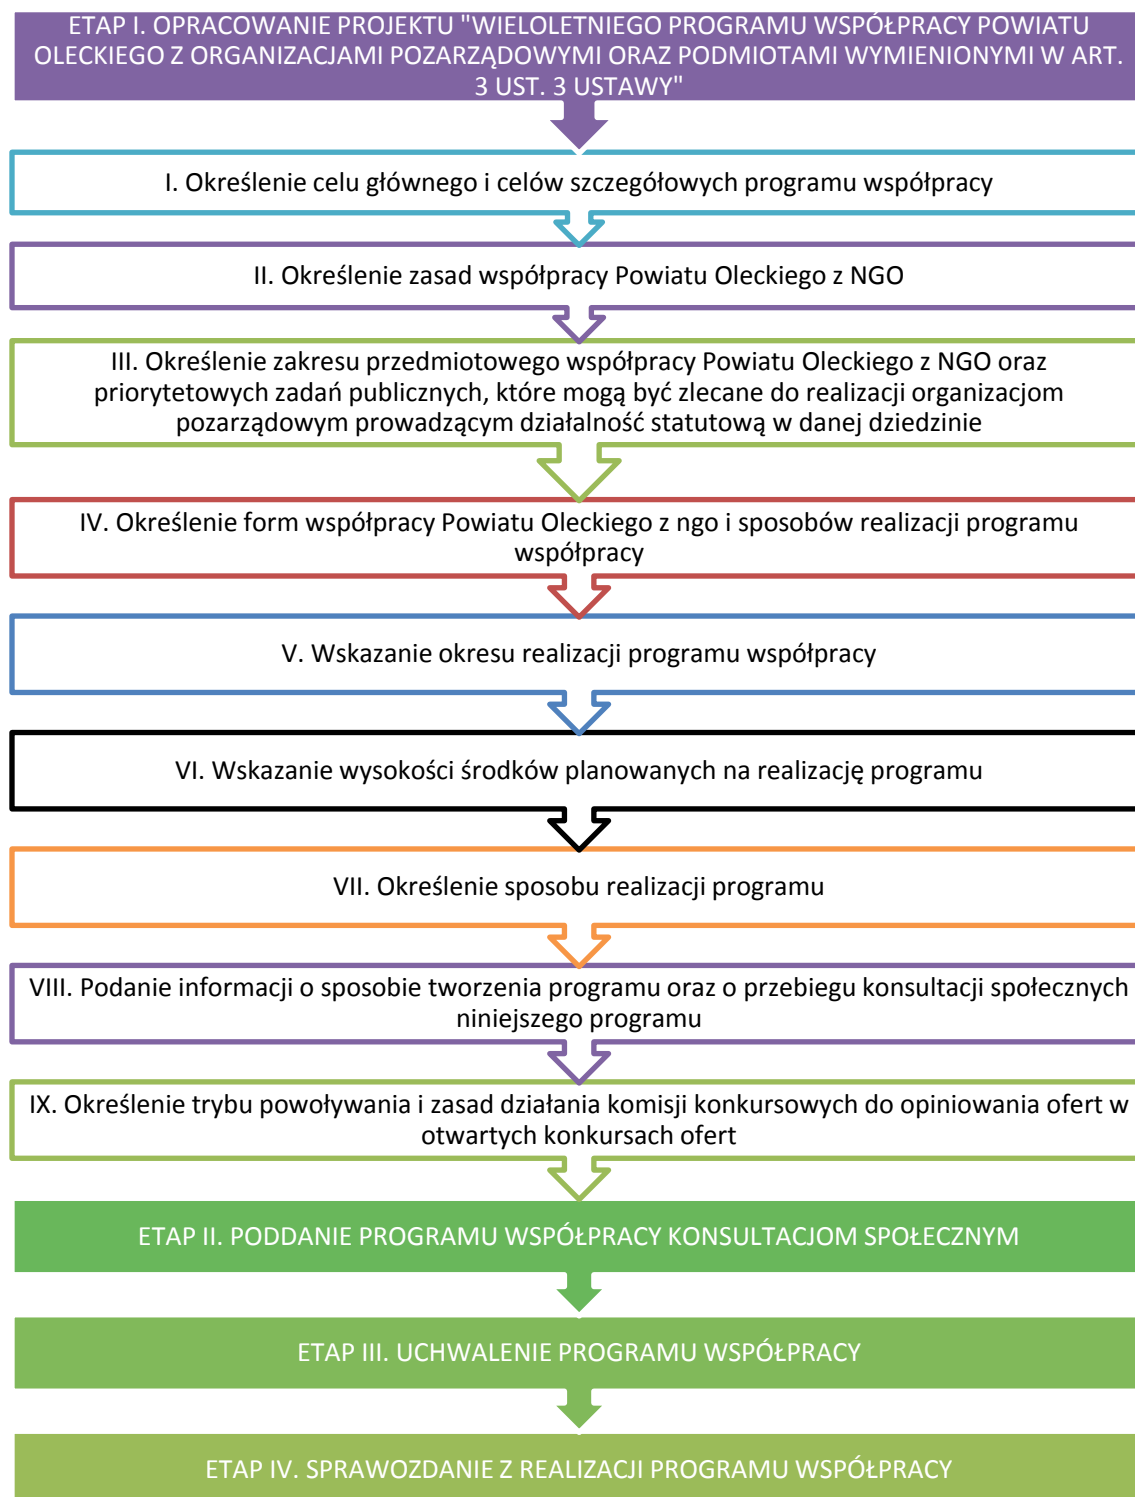 ETAP I. OPRACOWANIE PROJEKTU "WIELOLETNIEGO PROGRAMU WSPÓŁPRACY POWIATU
OLECKIEGO Z ORGANIZACJAMI POZARZĄDOWYMI ORAZ PODMIOTAMI WYMIENIONYMI W ART.
3 UST. 3 USTAWY"
I. Określenie celu głównego i celów szczegółowych programu współpracy
II. Określenie zasad współpracy Powiatu Oleckiego z NGO
III. Określenie zakresu przedmiotowego współpracy Powiatu Oleckiego z NGO oraz
priorytetowych zadań publicznych, które mogą być zlecane do realizacji organizacjom
pozarządowym prowadzącym działalność statutową w danej dziedzinie
IV. Określenie form współpracy Powiatu Oleckiego z ngo i sposobów realizacji programu
współpracy
V. Wskazanie okresu realizacji programu współpracy
VI. Wskazanie wysokości środków planowanych na realizację programu
VII. Określenie sposobu realizacji programu
VIII. Podanie informacji o sposobie tworzenia programu oraz o przebiegu konsultacji społecznych
niniejszego programu
IX. Określenie trybu powoływania i zasad działania komisji konkursowych do opiniowania ofert w
otwartych konkursach ofert
ETAP II. PODDANIE PROGRAMU WSPÓŁPRACY KONSULTACJOM SPOŁECZNYM
ETAP III. UCHWALENIE PROGRAMU WSPÓŁPRACY
ETAP IV. SPRAWOZDANIE Z REALIZACJI PROGRAMU WSPÓŁPRACY